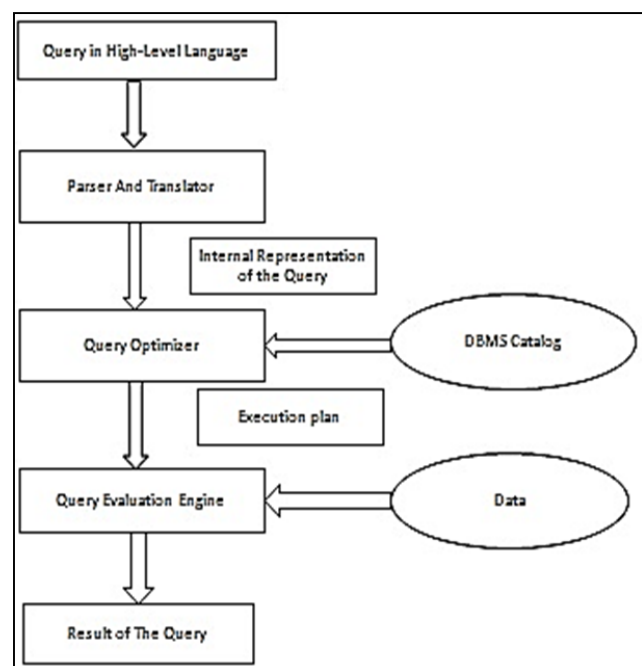 Query in High-Level Language
Parser And Translator
Internal Representation
of the Query
Query Optimizer
DBMS Catalog
Execution plan
Query Evaluation Engine
Data
Result of The Query